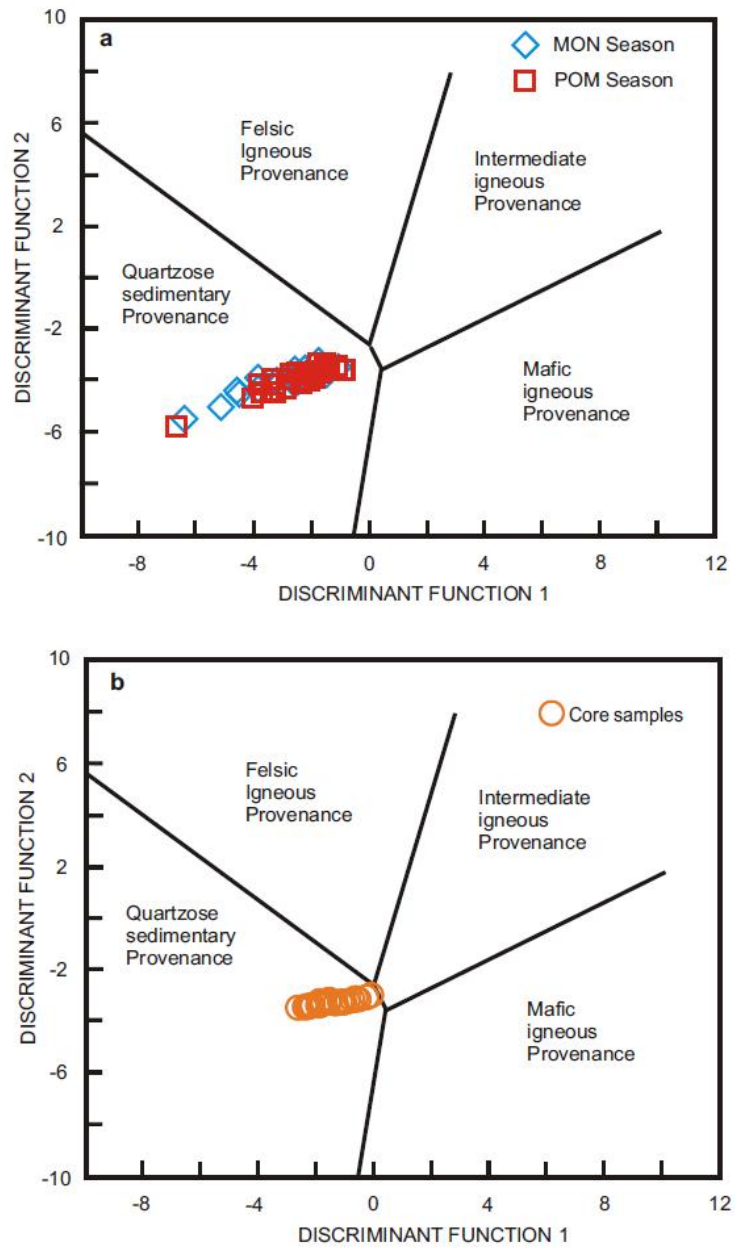 a
MON Season
POM Season
Felsic
Igneous
Provenance
Intermediate
igneous
Provenance
Quartzose
sedimentary
Provenance
Mafic
igneous
Provenance
10
6
2
-2
-6
-10
DISCRIMINANT FUNCTION 2
-8
-4
0
4
8
12
DISCRIMINANT FUNCTION 1
b
Core samples
Felsic
Igneous
Provenance
Intermediate
igneous
Provenance
Quartzose
sedimentary
Provenance
Mafic
igneous
Provenance
10
6
2
-2
-6
-10
DISCRIMINANT FUNCTION 2
-8
-4
0
4
8
12
DISCRIMINANT FUNCTION 1